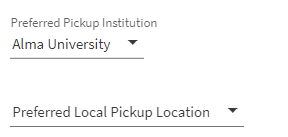 Preferred Pickup Institution
Alma University
Preferred Local Pickup Location